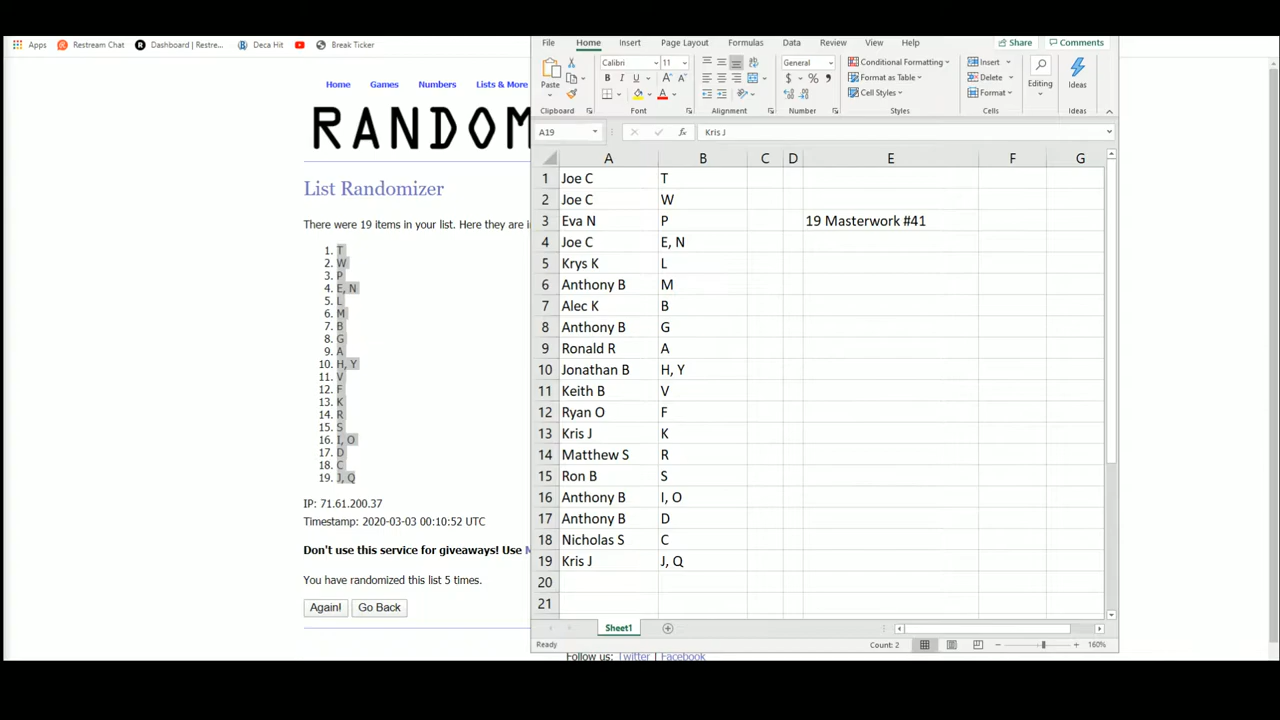 Apps Restream Chat Dashboard | Restre... Deca Hit Break Ticker
Home Games Numbers Lists & More
RANDOM
List Randomizer
There were 19 items in your list. Here they are i
1. T
2. W
3. P
4. E, N
5. L
6. M
7. B
8. G
9. A
10. H, Y
11. V
12. F
13. K
14. R
15. S
16. I, O
17. D
18. C
19. J, Q
IP: 71.61.200.37
Timestamp: 2020-03-03 00:10:52 UTC
Don't use this service for giveaways! Use
You have randomized this list 5 times.
Again! Go Back
Follow us: Twitter | Facebook
File Home Insert Page Layout Formulas Data Review View Help Share Comments
Paste Calibri 11 General Conditional Formatting Insert
B I U A A $ % Format as Table Delete Editing Ideas
Cell Styles Format
Clipboard Font Alignment Number Styles Cells Ideas
A19 fx Kris J
A B C D E F G
1 Joe C T
2 Joe C W
3 Eva N P 19 Masterwork #41
4 Joe C E, N
5 Krys K L
6 Anthony B M
7 Alec K B
8 Anthony B G
9 Ronald R A
10 Jonathan B H, Y
11 Keith B V
12 Ryan O F
13 Kris J K
14 Matthew S R
15 Ron B S
16 Anthony B I, O
17 Anthony B D
18 Nicholas S C
19 Kris J J, Q
20
21
Sheet1
Ready Count: 2 160%